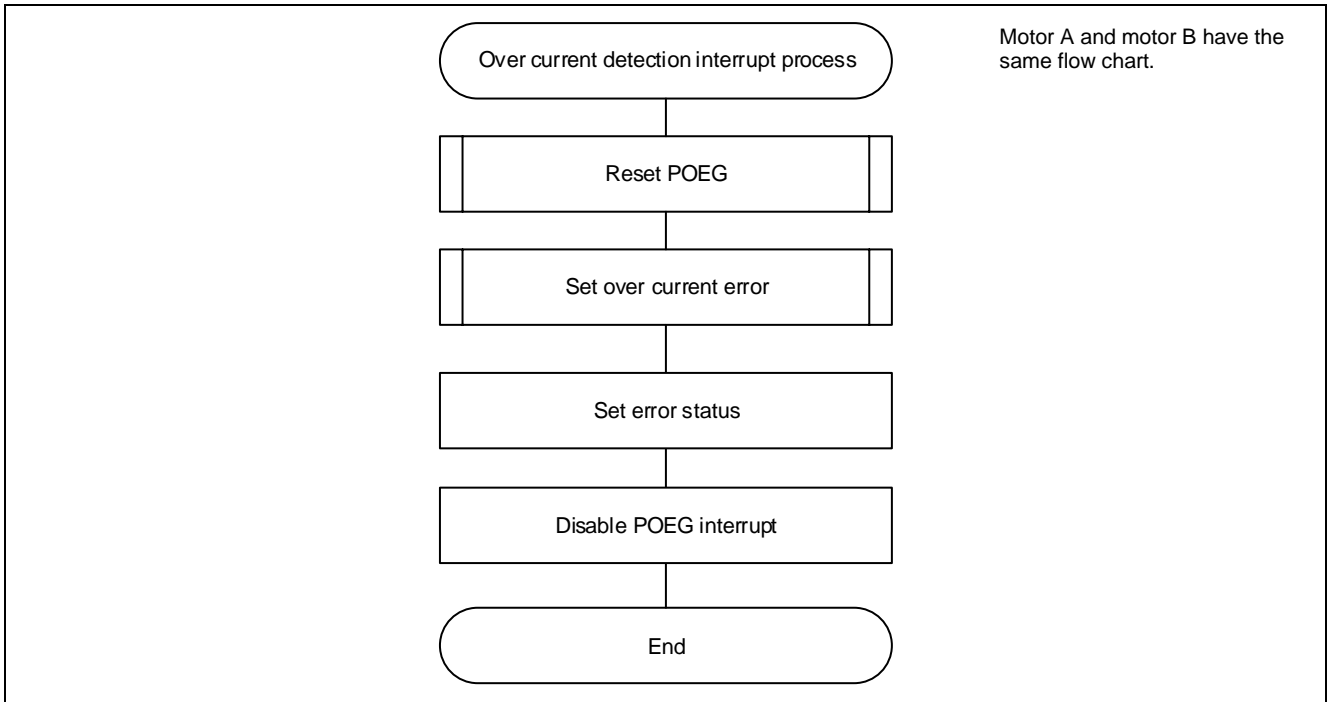 Over current detection interrupt process
Motor A and motor B have the
same flow chart.
Reset POEG
Set over current error
Set error status
Disable POEG interrupt
End